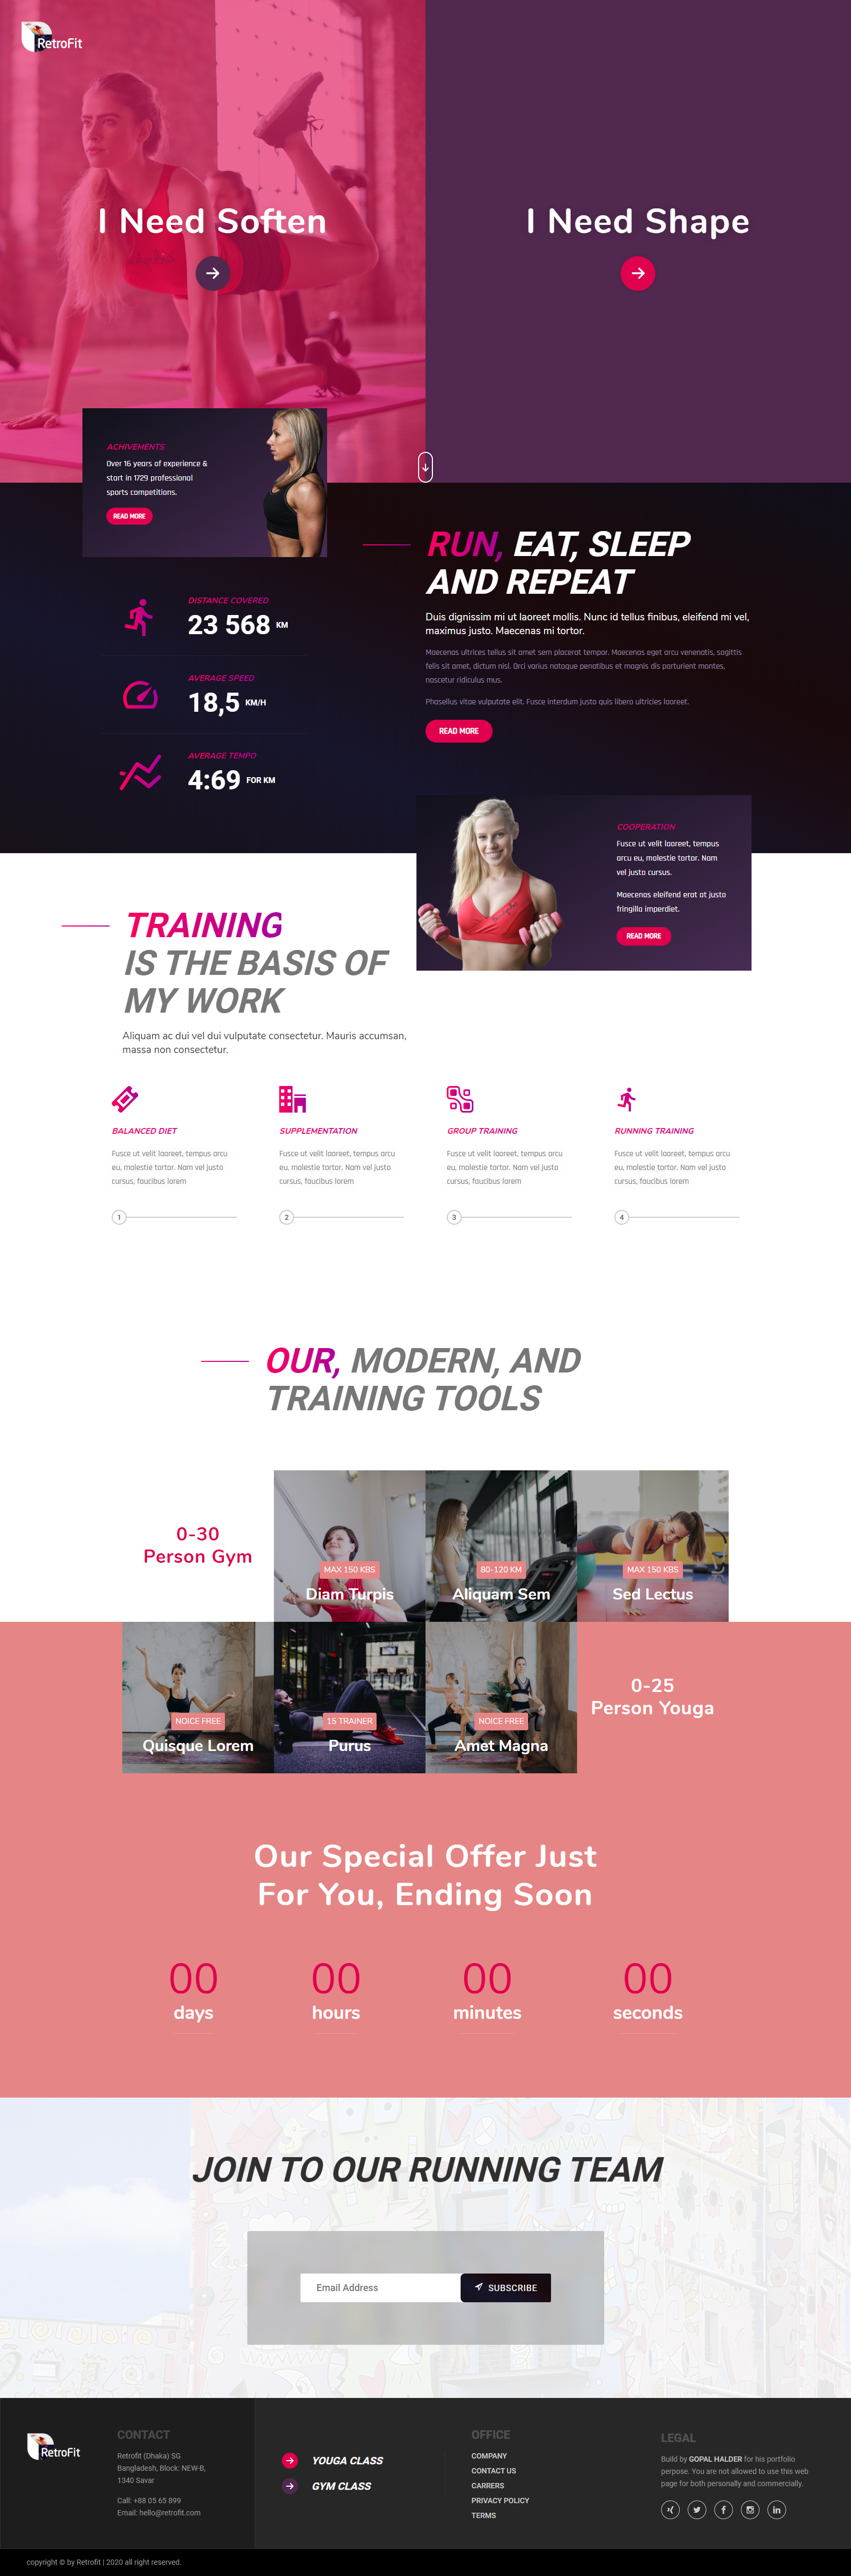 RetroFit
I Need Soften
I Need Shape
ACHIVEMENTS
Over 16 years of experience &
start in 1729 professional
sports competitions.
READ MORE
DISTANCE COVERED
23 568 KM
AVERAGE SPEED
18,5 KM/H
AVERAGE TEMPO
4:69 FOR KM
RUN, EAT, SLEEP
AND REPEAT
Duis dignissim mi ut laoreet mollis. Nunc id tellus finibus, eleifend mi vel,
maximus justo. Maecenas mi tortor.
Maecenas ultrices tellus sit amet sem placerat tempor. Maecenas eget arcu venenatis, sagittis
felis sit amet, dictum nisl. Orci varius natoque penatibus et magnis dis parturient montes,
nascetur ridiculus mus.
Phasellus vitae vulputate elit. Fusce interdum justo quis libero ultricies laoreet.
READ MORE
COOPERATION
Fusce ut velit laoreet, tempus
arcu eu, molestie tortor. Nam
vel justo cursus.
Maecenas eleifend erat at justo
fringilla imperdiet.
READ MORE
TRAINING
IS THE BASIS OF
MY WORK
Aliquam ac dui vel dui vulputate consectetur. Mauris accumsan,
massa non consectetur.
BALANCED DIET
Fusce ut velit laoreet, tempus arcu
eu, molestie tortor. Nam vel justo
cursus, faucibus lorem
1
SUPPLEMENTATION
Fusce ut velit laoreet, tempus arcu
eu, molestie tortor. Nam vel justo
cursus, faucibus lorem
2
GROUP TRAINING
Fusce ut velit laoreet, tempus arcu
eu, molestie tortor. Nam vel justo
cursus, faucibus lorem
3
RUNNING TRAINING
Fusce ut velit laoreet, tempus arcu
eu, molestie tortor. Nam vel justo
cursus, faucibus lorem
4
OUR, MODERN, AND
TRAINING TOOLS
0-30
Person Gym
MAX 150 KBS
Diam Turpis
80-120 KM
Aliquam Sem
MAX 150 KBS
Sed Lectus
NOICE FREE
Quisque Lorem
15 TRAINER
Purus
NOICE FREE
Amet Magna
0-25
Person Youga
Our Special Offer Just
For You, Ending Soon
00
days
00
hours
00
minutes
00
seconds
JOIN TO OUR RUNNING TEAM
Email Address
SUBSCRIBE
RetroFit
CONTACT
Retrofit (Dhaka) SG
Bangladesh, Block: NEW-B,
1340 Savar
Call: +88 05 65 899
Email: hello@retrofit.com
YOUGA CLASS
GYM CLASS
OFFICE
COMPANY
CONTACT US
CARRERS
PRIVACY POLICY
TERMS
LEGAL
Build by GOPAL HALDER for his portfolio
perpose. You are not allowed to use this web
page for both personally and commercially.
copyright © by Retrofit | 2020 all right reserved.